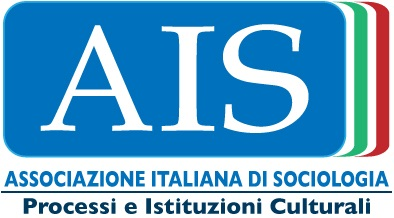 AIS
ASSOCIAZIONE ITALIANA DI SOCIOLOGIA
Processi e Istituzioni Culturali